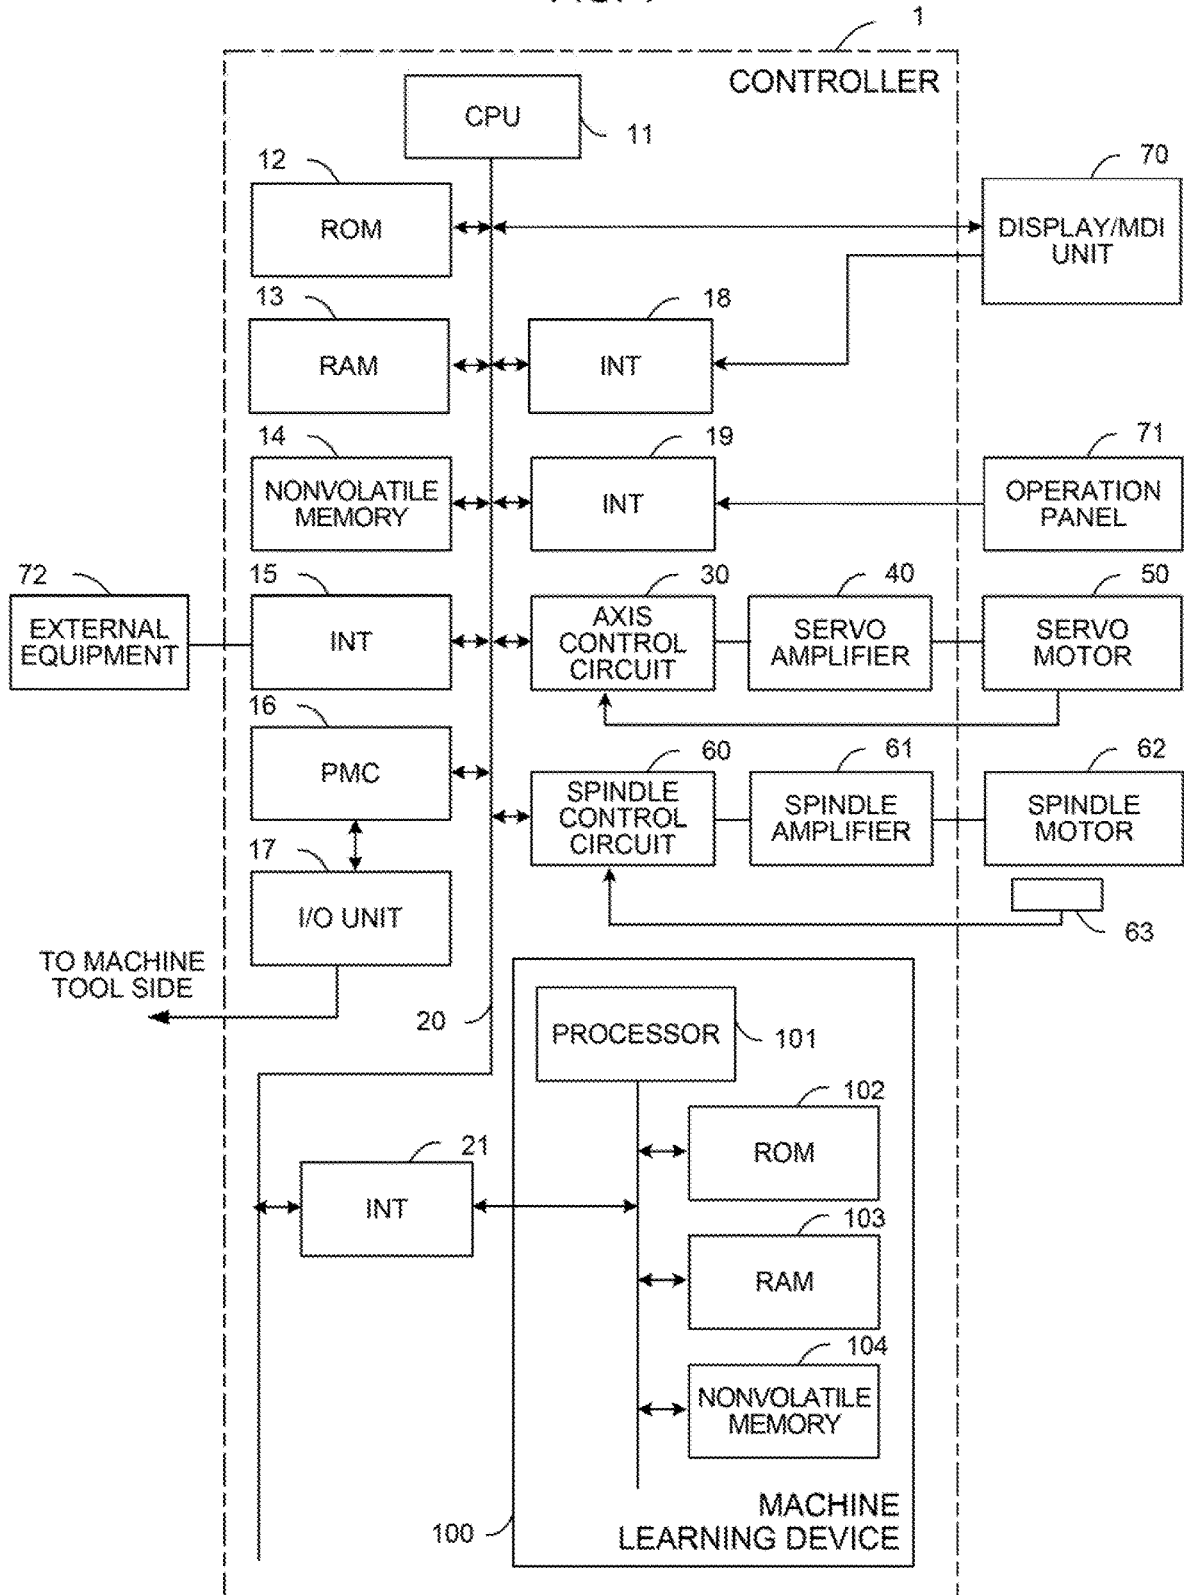 1
CONTROLLER
CPU
11
12
ROM
70
DISPLAY/MDI
UNIT
13
RAM
18
INT
14
NONVOLATILE
MEMORY
19
INT
71
OPERATION
PANEL
72
EXTERNAL
EQUIPMENT
15
INT
30
AXIS
CONTROL
CIRCUIT
40
SERVO
AMPLIFIER
50
SERVO
MOTOR
16
PMC
60
SPINDLE
CONTROL
CIRCUIT
61
SPINDLE
AMPLIFIER
62
SPINDLE
MOTOR
63
17
I/O UNIT
TO MACHINE
TOOL SIDE
20
PROCESSOR
101
102
ROM
21
INT
103
RAM
104
NONVOLATILE
MEMORY
100
MACHINE
LEARNING DEVICE